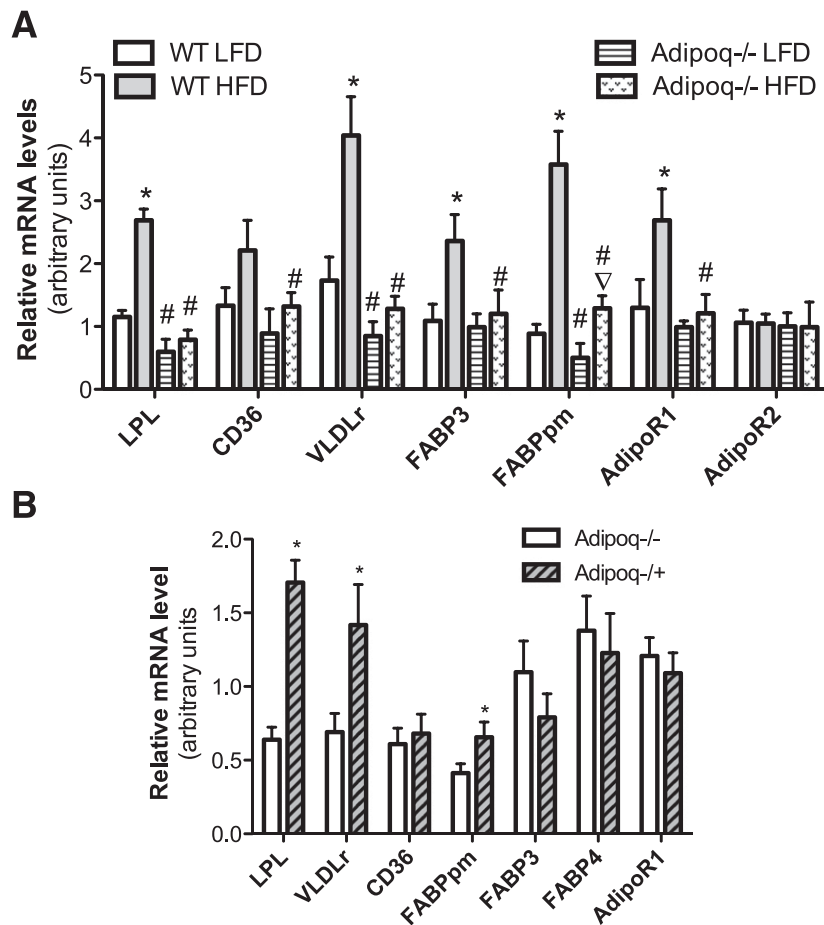 A
WT LFD
WT HFD
Adipoq-/- LFD
Adipoq-/- HFD
Relative mRNA levels
(arbitrary units)
5
4
3
2
1
0
*
# #
#
*
# #
*
#
*
#
#
▽
*
#
LPL
CD36
VLDLr
FABP3
FABPpm
AdipoR1
AdipoR2
B
Adipoq-/-
Adipoq-/+
Relative mRNA level
(arbitrary units
2.0
1.5
1.0
0.5
0.0
*
*
*
LPL
VLDLr
CD36
FABPpm
FABP3
FABP4
AdipoR1